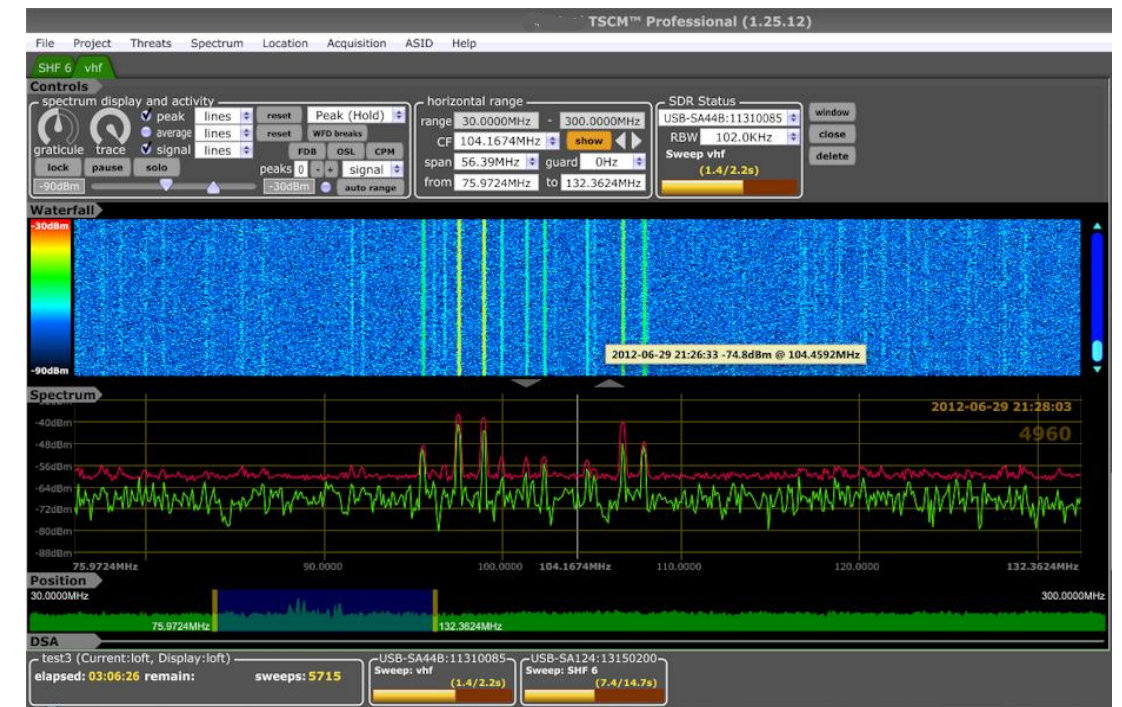 TSCM™ Professional (1.25.12)
File Project Threats Spectrum Location Acquisition ASID Help
SHF 6 vhf
Controls
spectrum display and activity
graticule trace
peak lines reset Peak (Hold)
average lines reset WFD breaks
signal lines FDB OSL CPM
lock pause solo peaks 0 - + signal
-90dBm -30dBm auto range
horizontal range
range 30.0000MHz - 300.0000MHz
CF 104.1674MHz show
span 56.39MHz guard 0Hz
from 75.9724MHz to 132.3624MHz
SDR Status
USB-SA44B:11310085
RBW 102.0KHz
Sweep vhf
(1.4/2.2s)
window
close
delete
Waterfall
-30dBm
2012-06-29 21:26:33 -74.8dBm @ 104.4592MHz
-90dBm
Spectrum
2012-06-29 21:28:03
4960
-40dBm
-48dBm
-56dBm
-64dBm
-72dBm
-80dBm
-88dBm
75.9724MHz 90.0000 100.0000 104.1674MHz 110.0000 120.0000 132.3624MHz
Position
30.0000MHz 300.0000MHz
75.9724MHz 132.3624MHz
DSA
test3 (Current:loft, Display:loft)
elapsed: 03:06:26 remain: sweeps: 5715
USB-SA44B:11310085
Sweep: vhf
(1.4/2.2s)
USB-SA124:13150200
Sweep: SHF 6
(7.4/14.7s)